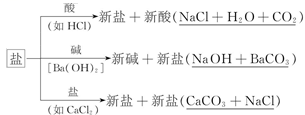 酸
(如 HCl)
新盐+新酸(NaCl+H₂O+CO₂)
盐
碱
[Ba(OH)₂]
新碱+新盐(NaOH+BaCO₃)
盐
(如 CaCl₂)
新盐+新盐(CaCO₃+NaCl)